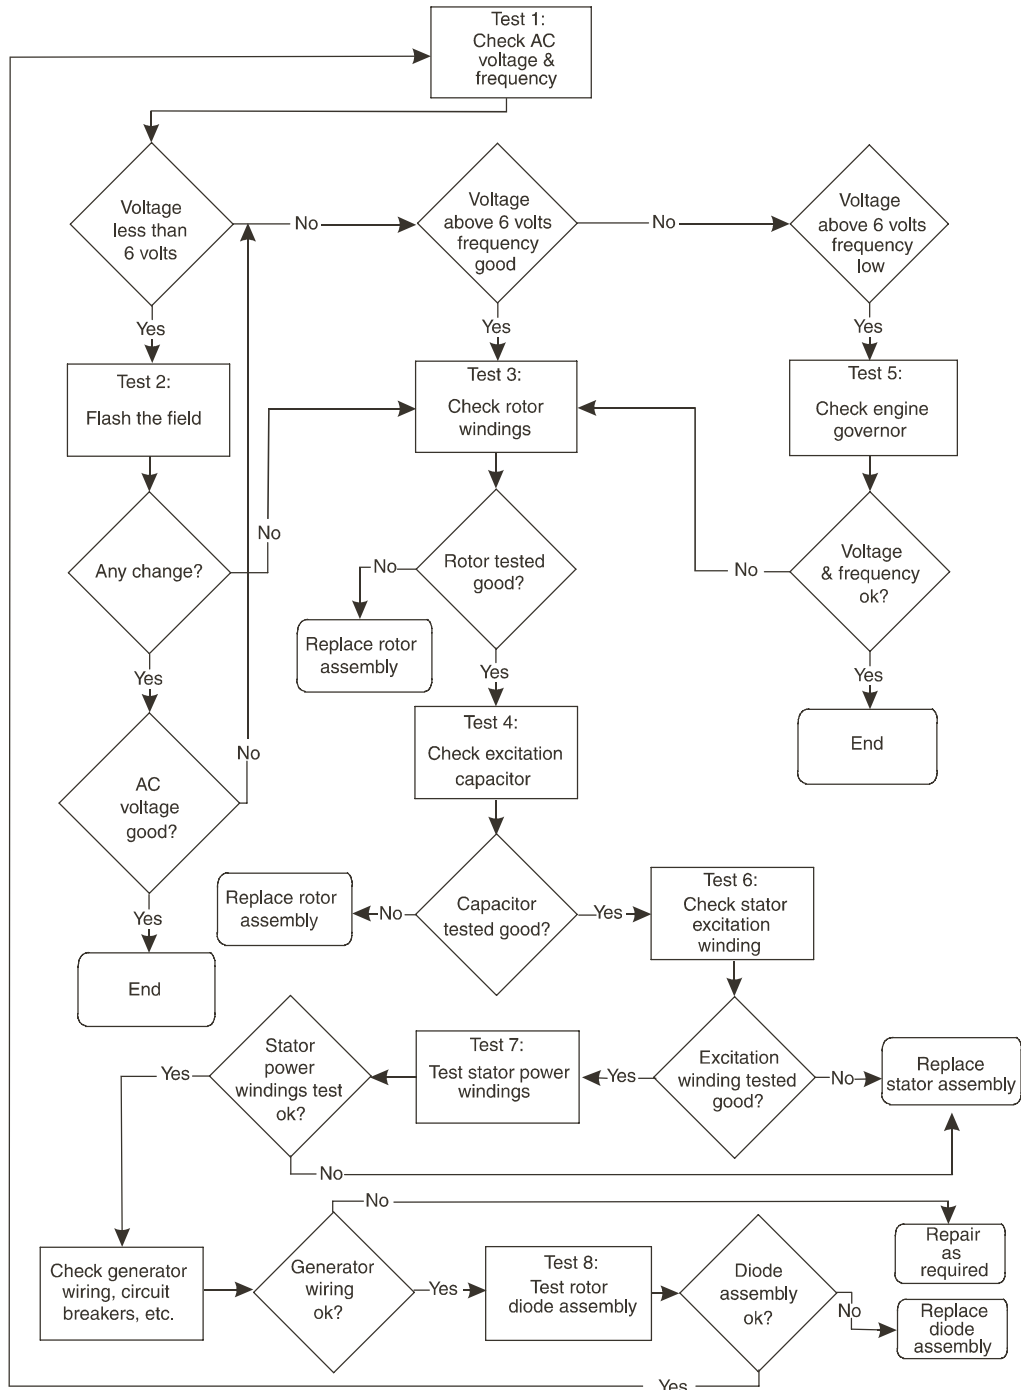 Test 1:
Check AC
voltage &
frequency
Voltage
less than
6 volts
No
Voltage
above 6 volts
frequency
good
No
Voltage
above 6 volts
frequency
low
Yes
Yes
Yes
Test 2:
Flash the field
Test 3:
Check rotor
windings
Test 5:
Check engine
governor
Any change?
No
No
Rotor tested
good?
No
Voltage
& frequency
ok?
Replace rotor
assembly
Yes
Yes
Yes
AC
voltage
good?
No
Test 4:
Check excitation
capacitor
End
Yes
End
Replace rotor
assembly
No
Capacitor
tested good?
Yes
Test 6:
Check stator
excitation
winding
Yes
Stator
power
windings test
ok?
Test 7:
Test stator power
windings
Yes
Excitation
winding tested
good?
No
Replace
stator assembly
No
No
Check generator
wiring, circuit
breakers, etc.
Generator
wiring
ok?
Yes
Test 8:
Test rotor
diode assembly
Diode
assembly
ok?
Repair
as
required
No
Replace
diode
assembly
Yes